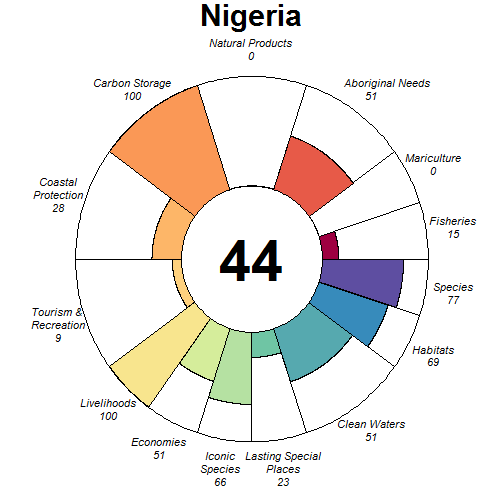 Nigeria
Natural Products
0
Carbon Storage
100
Aboriginal Needs
51
Mariculture
0
Coastal
Protection
28
Fisheries
15
44
Species
77
Tourism &
Recreation
9
Habitats
69
Livelihoods
100
Clean Waters
51
Economies
51
Iconic
Species
66
Lasting Special
Places
23